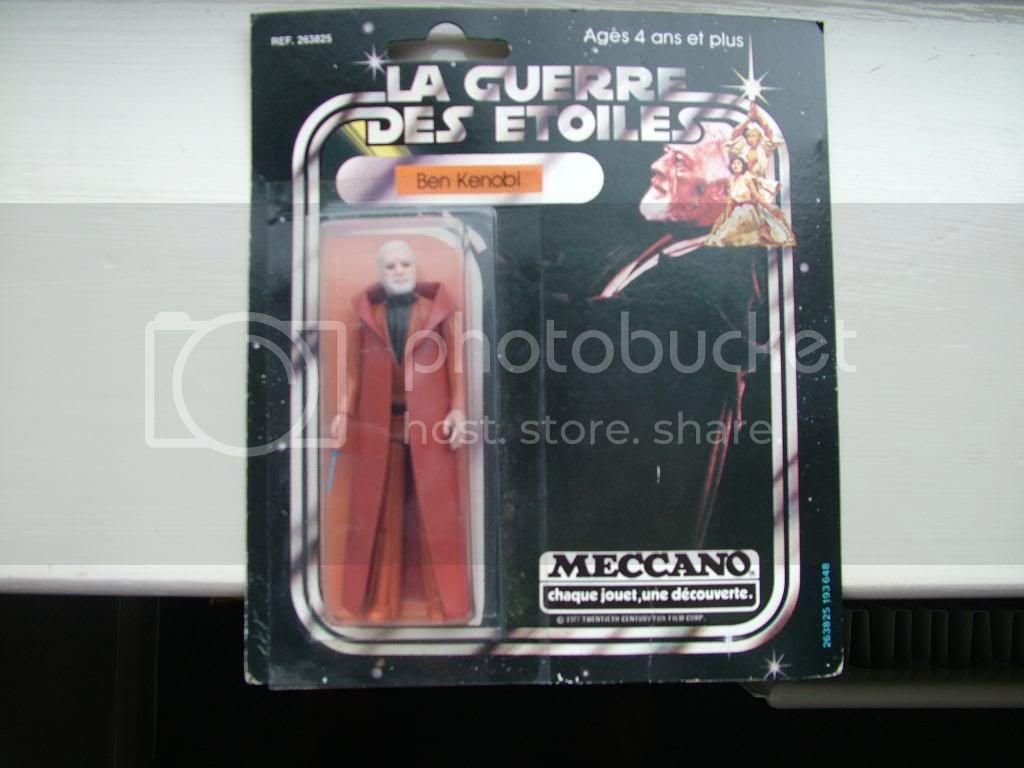 REF. 263825
Agès 4 ans et plus
LA GUERRE
DES ETOILES
Ben Kenobi
photobucket
host. store. share.
MECCANO
chaque jouet, une découverte.
© 1977 TWENTIETH CENTURY FOX FILM CORP.
263825 193648